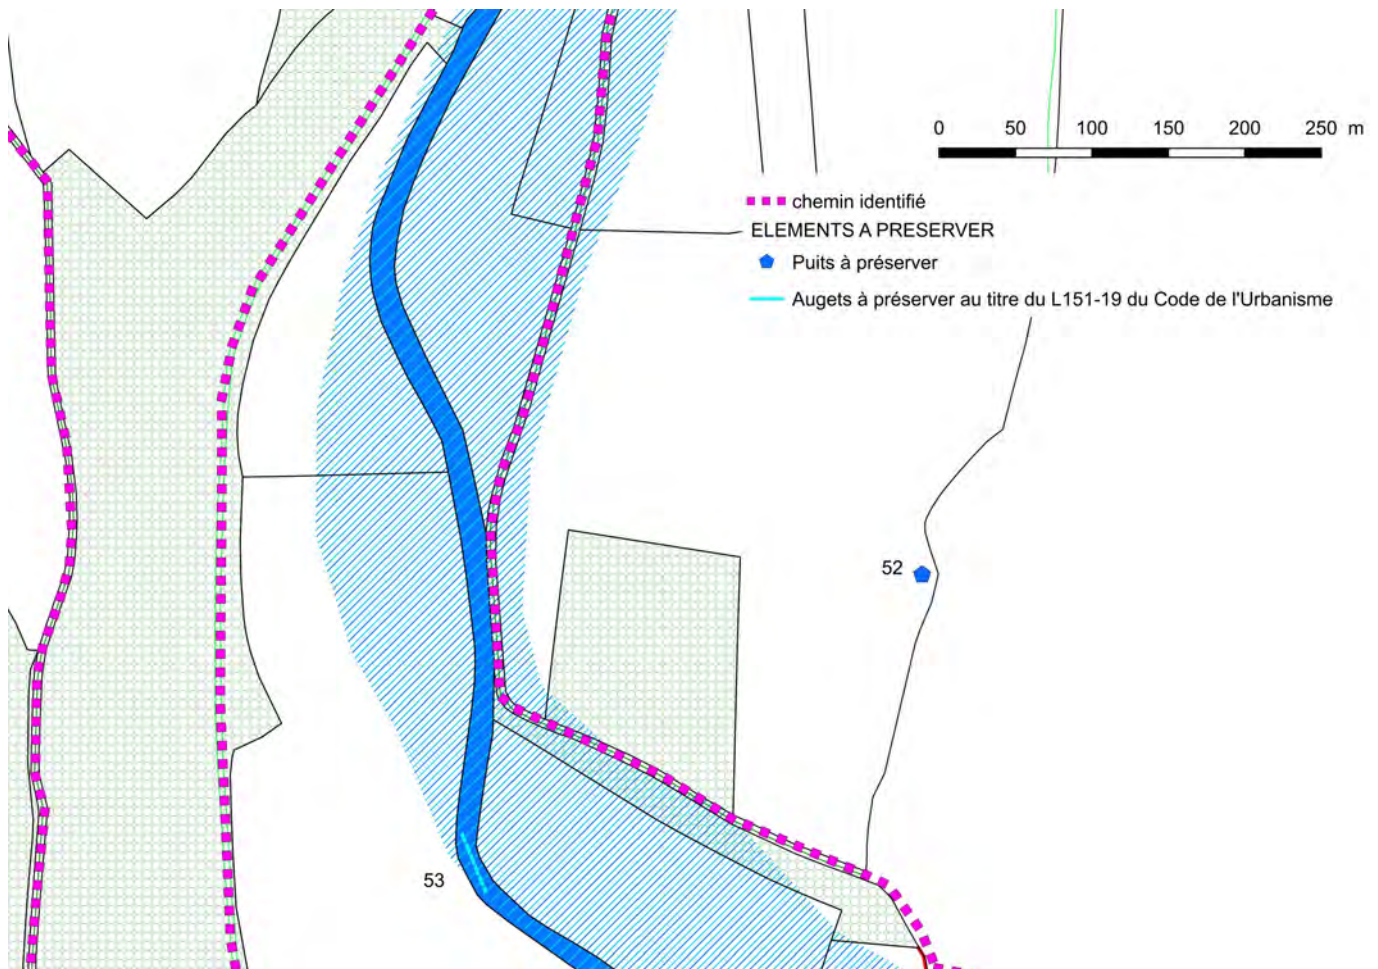 0 50 100 150 200 250 m
chemin identifié
ELEMENTS A PRESERVER
Puits à préserver
Augets à préserver au titre du L151-19 du Code de l'Urbanisme
52
53